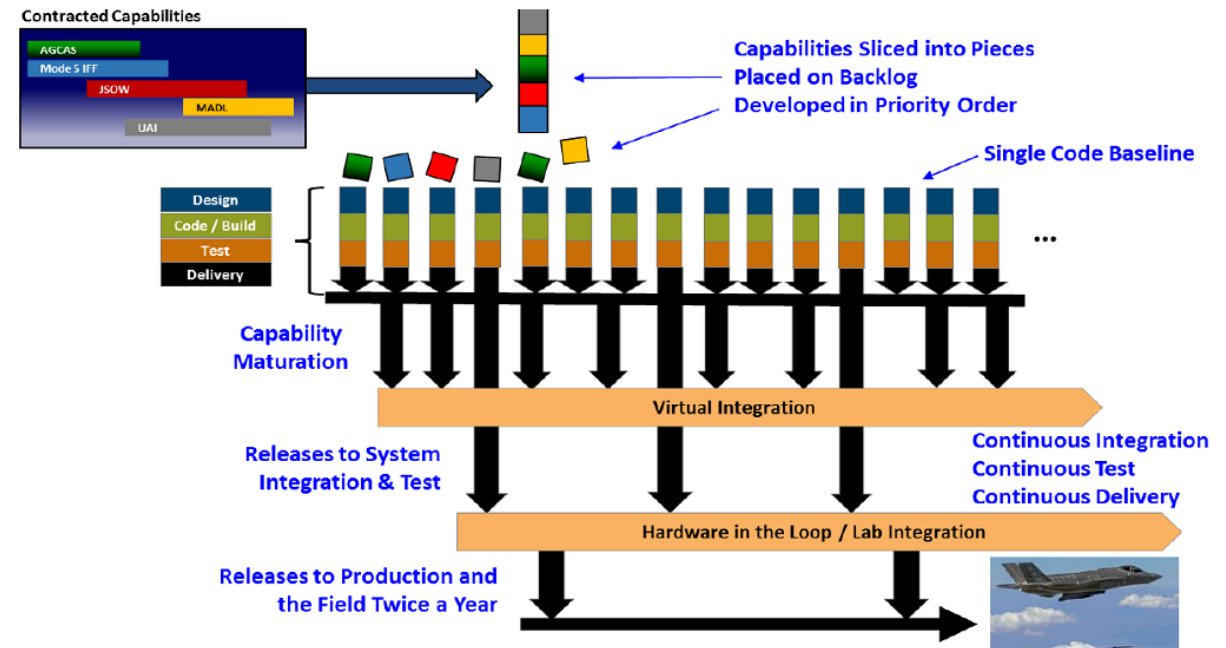 Contracted Capabilities
AGCAS
Mode 5 IFF
JSOW
MADL
UAI
Capabilities Sliced into Pieces
Placed on Backlog
Developed in Priority Order
Single Code Baseline
Design
Code / Build
Test
Delivery
...
Capability
Maturation
Virtual Integration
Releases to System
Integration & Test
Continuous Integration
Continuous Test
Continuous Delivery
Hardware in the Loop / Lab Integration
Releases to Production and
the Field Twice a Year